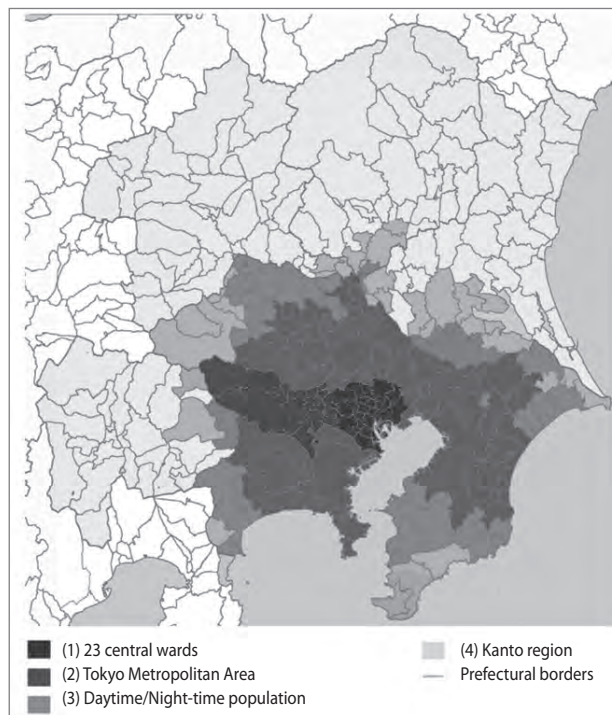 (1) 23 central wards
(2) Tokyo Metropolitan Area
(3) Daytime/Night-time population
(4) Kanto region
Prefectural borders